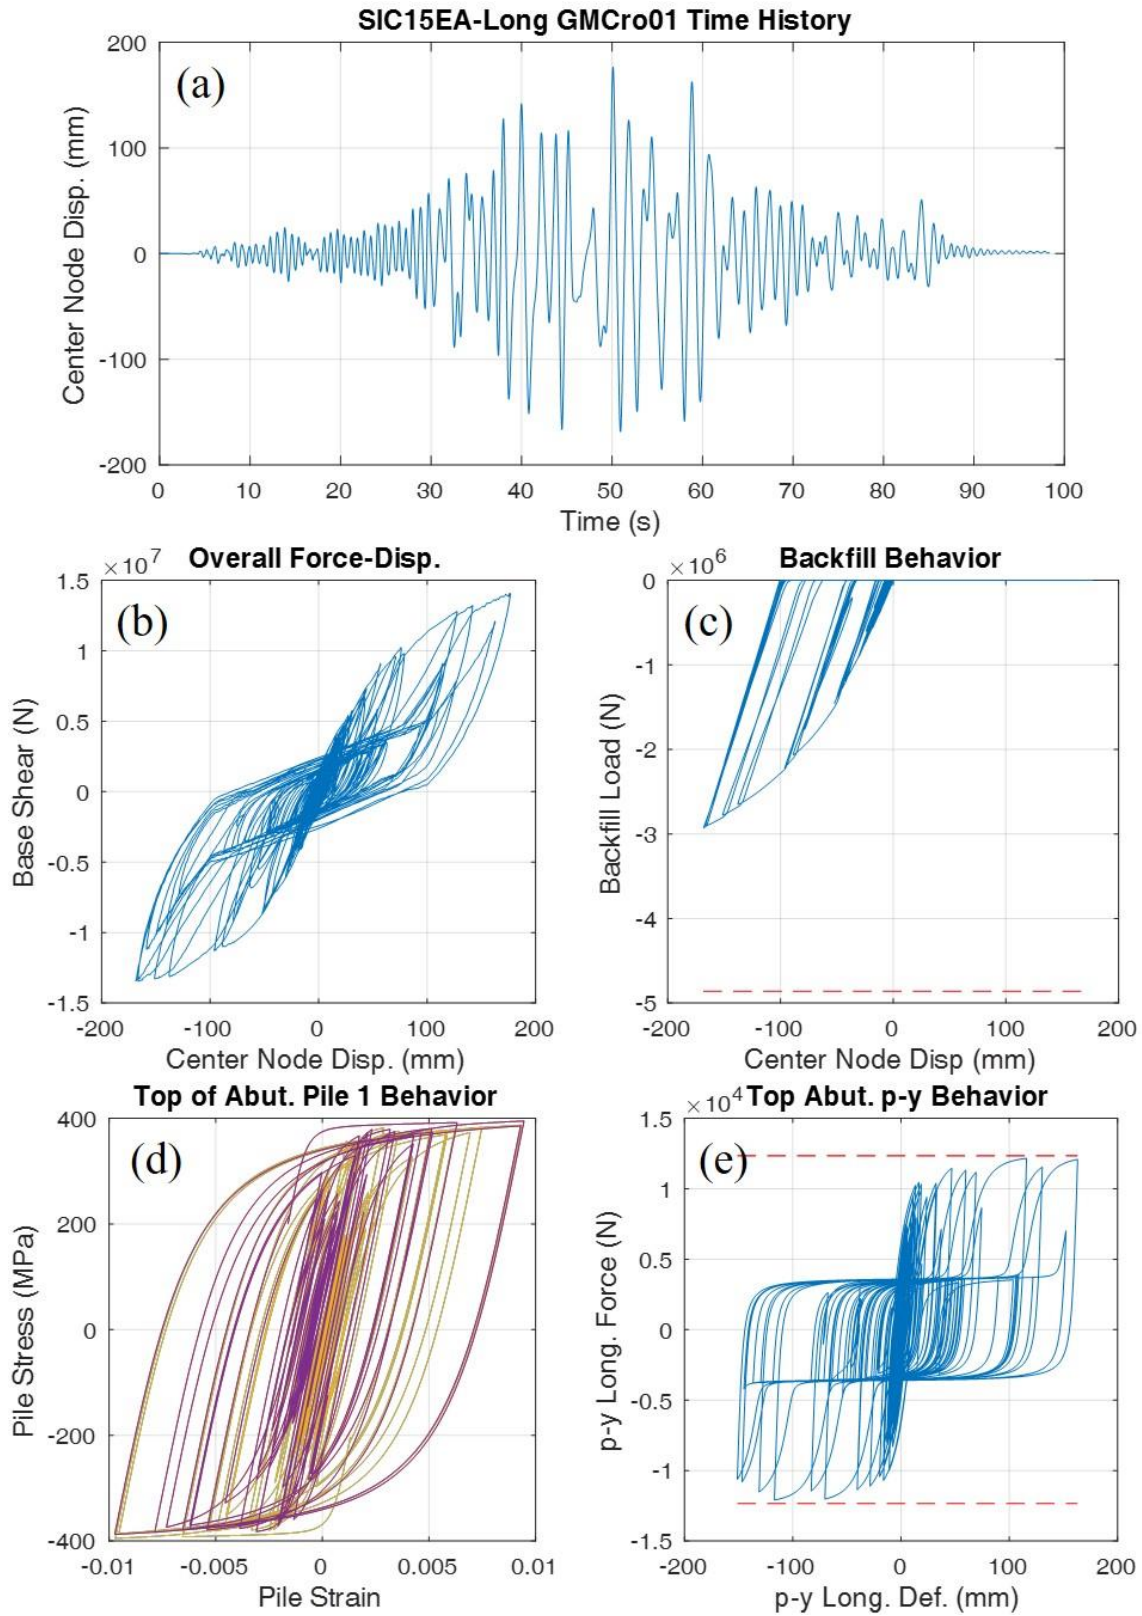 SIC15EA-Long GMCro01 Time History
(a)
Center Node Disp. (mm)
200
100
0
-100
-200
0 10 20 30 40 50 60 70 80 90 100
Time (s)
Overall Force-Disp.
×10^7
(b)
Base Shear (N)
1.5
1
0.5
0
-0.5
-1
-1.5
-200 -100 0 100 200
Center Node Disp. (mm)
Backfill Behavior
×10^6
(c)
Backfill Load (N)
0
-1
-2
-3
-4
-5
-200 -100 0 100 200
Center Node Disp (mm)
Top of Abut. Pile 1 Behavior
(d)
Pile Stress (MPa)
400
200
0
-200
-400
-0.01 -0.005 0 0.005 0.01
Pile Strain
×10^4 Top Abut. p-y Behavior
(e)
p-y Long. Force (N)
1.5
1
0.5
0
-0.5
-1
-1.5
-200 -100 0 100 200
p-y Long. Def. (mm)